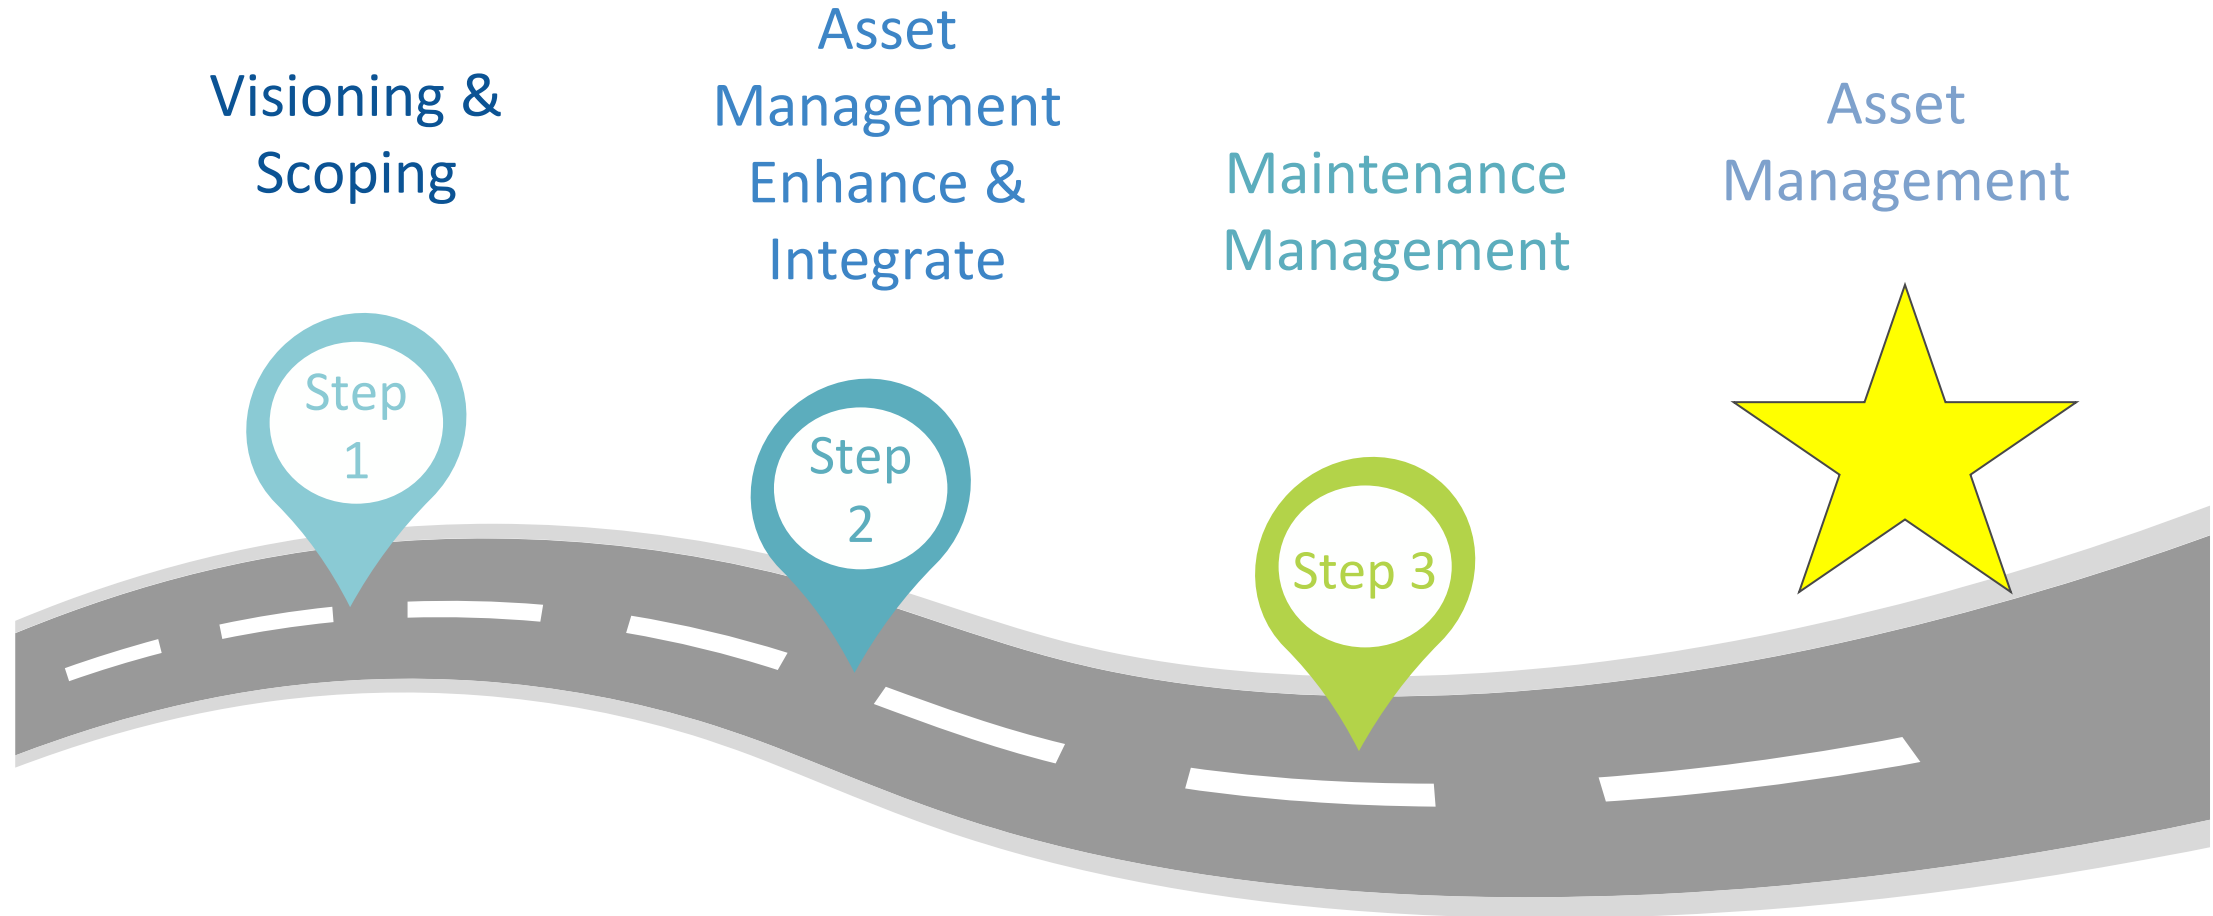 Visioning &
Scoping
Asset
Management
Enhance &
Integrate
Maintenance
Management
Asset
Management
Step
1
Step
2
Step 3